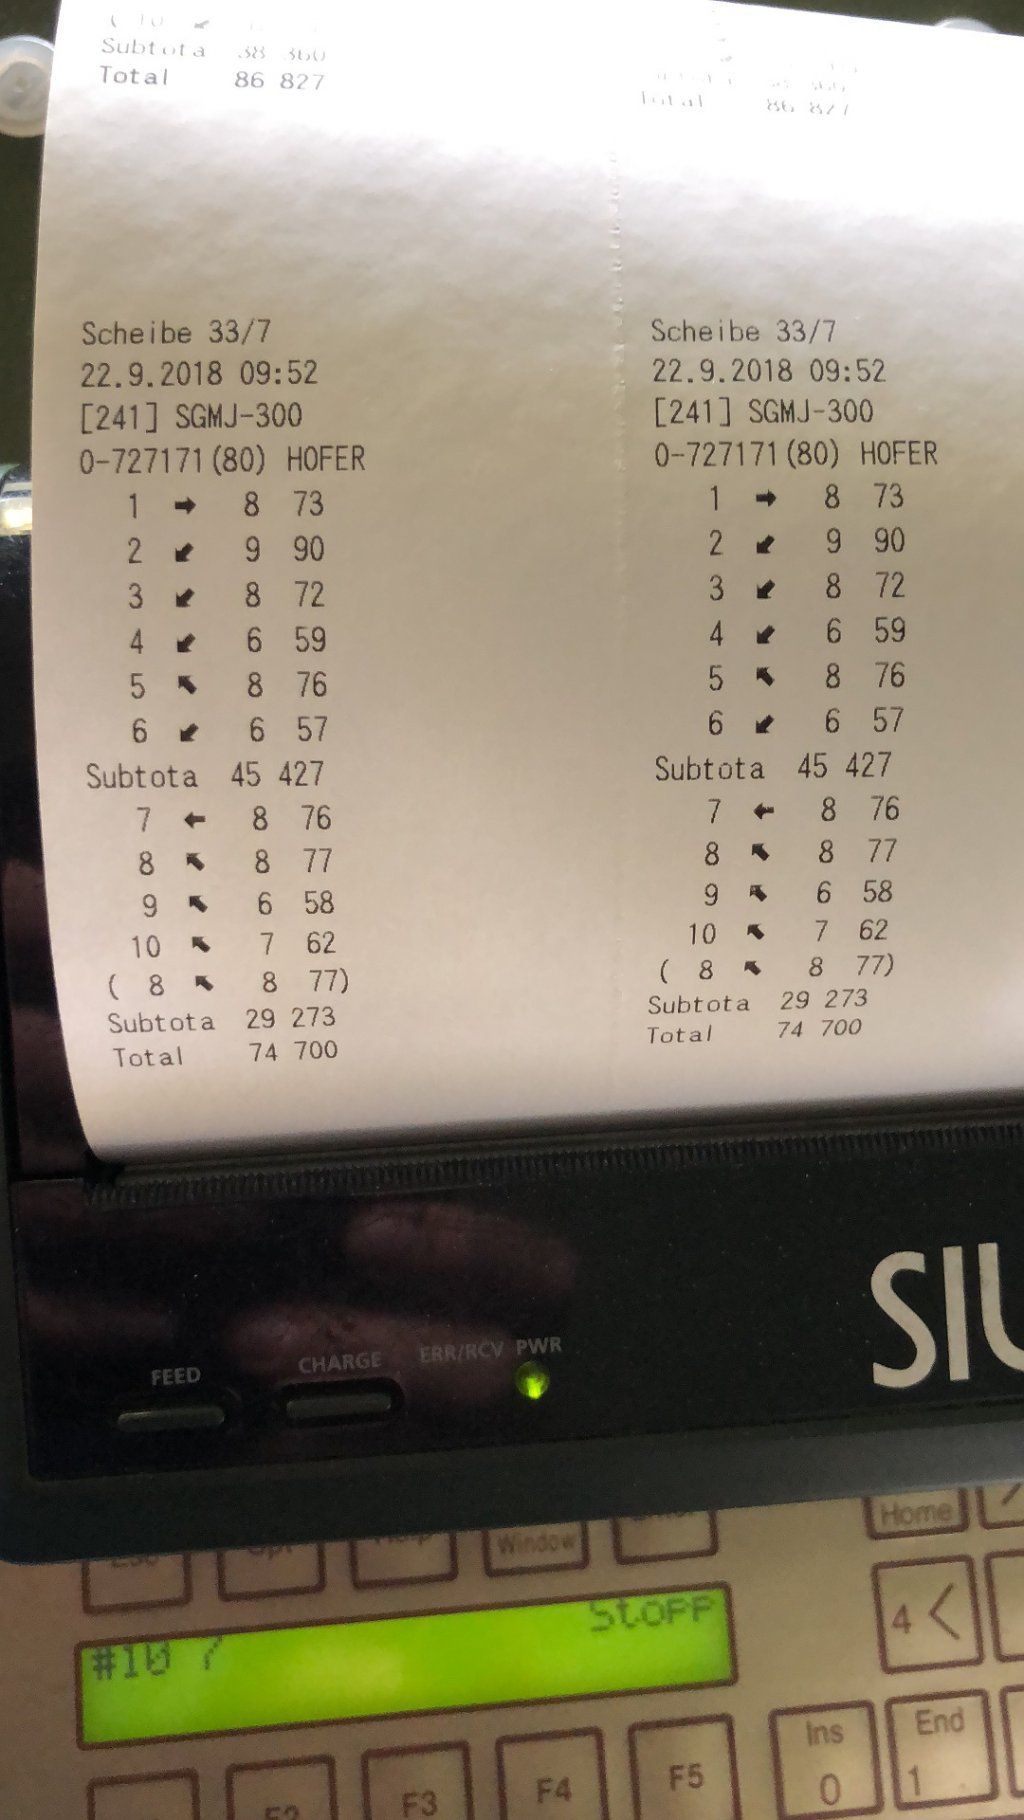 Subtota 38 360
Total 86 827
Total 86 827
Scheibe 33/7
22.9.2018 09:52
[241] SGMJ-300
0-727171(80) HOFER
1 → 8 73
2 ↙ 9 90
3 ↙ 8 72
4 ↙ 6 59
5 ↖ 8 76
6 ↙ 6 57
Subtota 45 427
7 ← 8 76
8 ↖ 8 77
9 ↖ 6 58
10 ↖ 7 62
( 8 ↖ 8 77)
Subtota 29 273
Total 74 700
Scheibe 33/7
22.9.2018 09:52
[241] SGMJ-300
0-727171(80) HOFER
1 → 8 73
2 ↙ 9 90
3 ↙ 8 72
4 ↙ 6 59
5 ↖ 8 76
6 ↙ 6 57
Subtota 45 427
7 ← 8 76
8 ↖ 8 77
9 ↖ 6 58
10 ↖ 7 62
( 8 ↖ 8 77)
Subtota 29 273
Total 74 700
FEED CHARGE ERR/RCV PWR
Window
Home
Stopp
#10 7
4 <
Ins
0
End
1
F2 F3 F4 F5